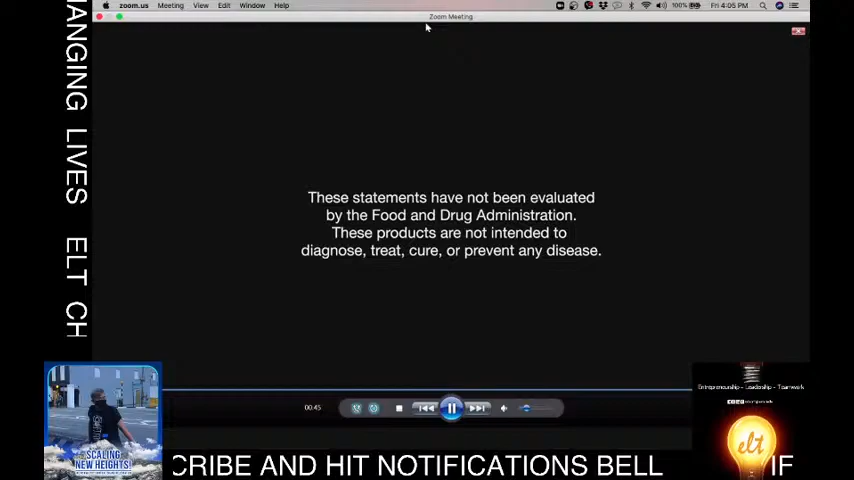 zoom.us Meeting View Edit Window Help
100% Fri 4:05 PM
Zoom Meeting
HANGING LIVES ELT CH
These statements have not been evaluated
by the Food and Drug Administration.
These products are not intended to
diagnose, treat, cure, or prevent any disease.
00:45
Entrepreneurship - Leadership - Teamwork
elt
SCALING
NEW HEIGHTS!
CRIBE AND HIT NOTIFICATIONS BELL IF